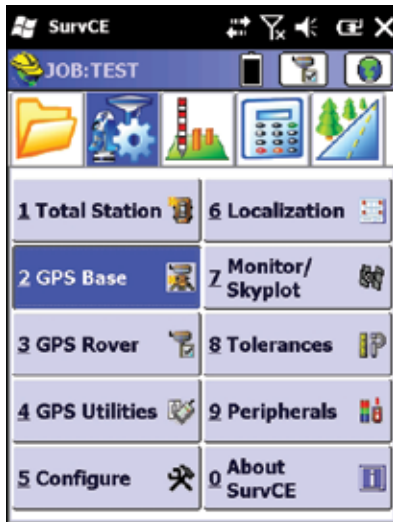 SurvCE
JOB:TEST
1 Total Station
6 Localization
2 GPS Base
7 Monitor/
Skyplot
3 GPS Rover
8 Tolerances
4 GPS Utilities
9 Peripherals
5 Configure
0 About
SurvCE